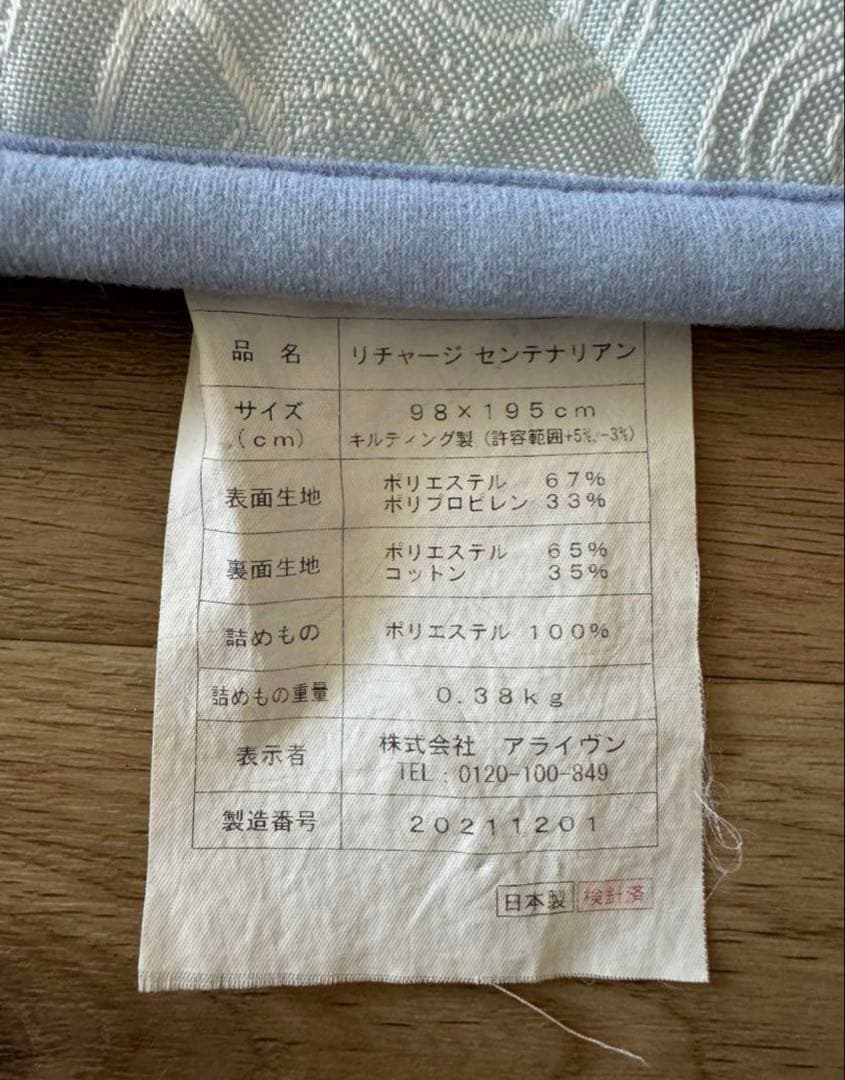 品 名 リチャージ センテナリアン
サイズ 98×195cm
(cm) キルティング製(許容範囲+5%,-3%)
表面生地 ポリエステル 67%
ポリプロピレン 33%
裏面生地 ポリエステル 65%
コットン 35%
詰めもの ポリエステル 100%
詰めもの重量 0.38kg
表示者 株式会社 アライヴン
TEL:0120-100-849
製造番号 20211201
日本製 検針済